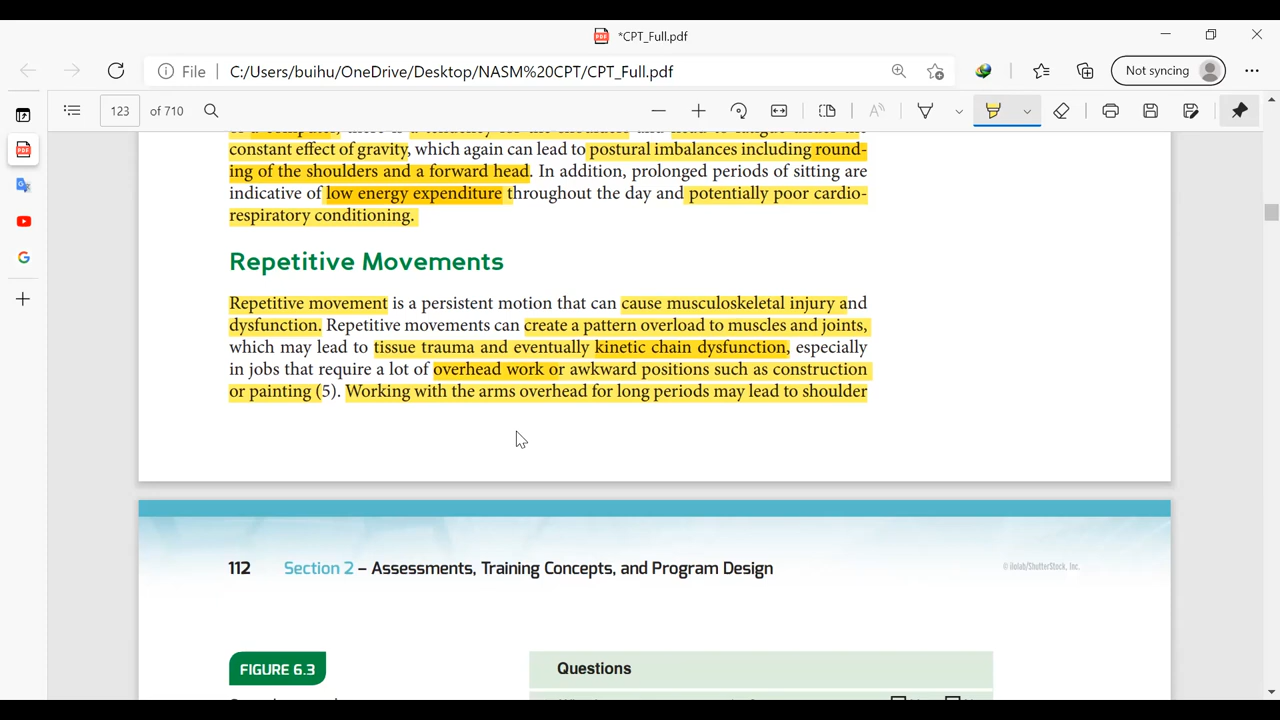 *CPT_Full.pdf
File
C:/Users/buihu/OneDrive/Desktop/NASM%20CPT/CPT_Full.pdf
Not syncing
123 of 710
constant effect of gravity, which again can lead to postural imbalances including round-
ing of the shoulders and a forward head. In addition, prolonged periods of sitting are
indicative of low energy expenditure throughout the day and potentially poor cardio-
respiratory conditioning.
Repetitive Movements
Repetitive movement is a persistent motion that can cause musculoskeletal injury and
dysfunction. Repetitive movements can create a pattern overload to muscles and joints,
which may lead to tissue trauma and eventually kinetic chain dysfunction, especially
in jobs that require a lot of overhead work or awkward positions such as construction
or painting (5). Working with the arms overhead for long periods may lead to shoulder
112 Section 2 – Assessments, Training Concepts, and Program Design
© ilolab/ShutterStock, Inc.
FIGURE 6.3
Questions